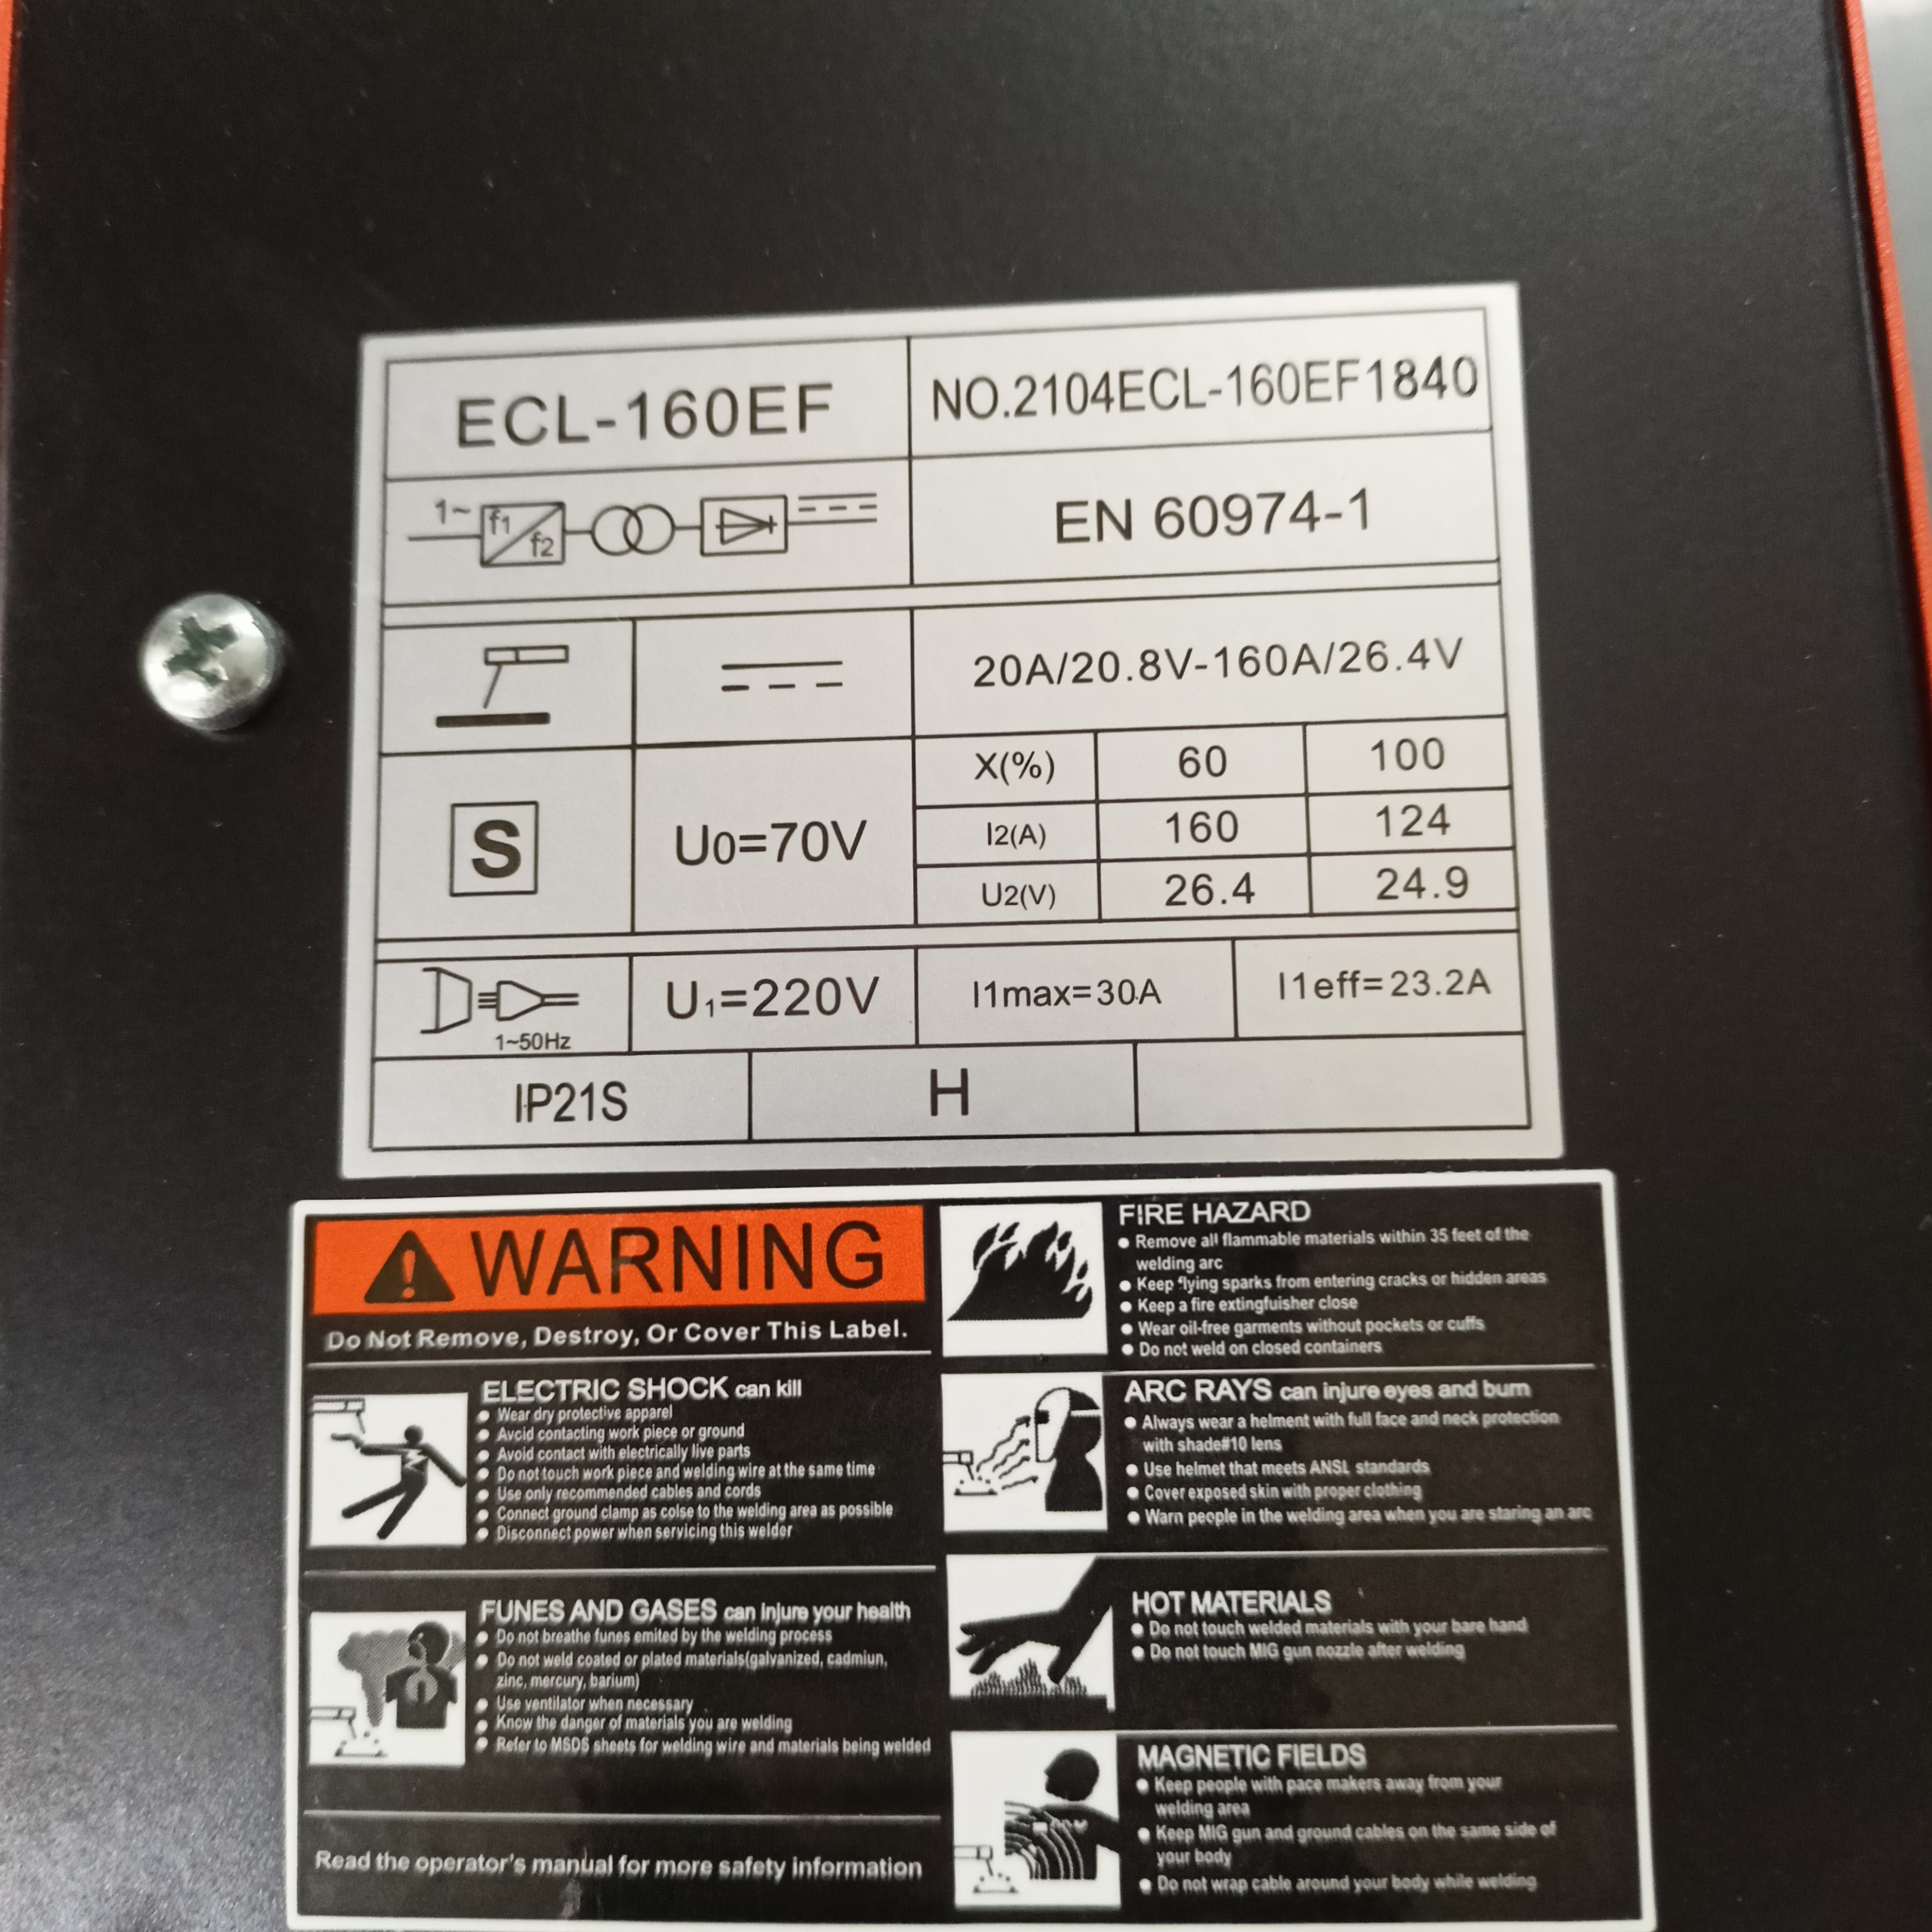 ECL-160EF
NO.2104ECL-160EF1840
1~
f1
f2
EN 60974-1
20A/20.8V-160A/26.4V
S
U0=70V
X(%) 60 100
I2(A) 160 124
U2(V) 26.4 24.9
1~50Hz
U1=220V
I1max=30A
I1eff=23.2A
IP21S
H
WARNING
Do Not Remove, Destroy, Or Cover This Label.
ELECTRIC SHOCK can kill
● Wear dry protective apparel
● Avoid contacting work piece or ground
● Avoid contact with electrically live parts
● Do not touch work piece and welding wire at the same time
● Use only recommended cables and cords
● Connect ground clamp as colse to the welding area as possible
● Disconnect power when servicing this welder
FUNES AND GASES can injure your health
● Do not breathe funes emited by the welding process
● Do not weld coated or plated materials(galvanized, cadmiun,
zinc, mercury, barium)
● Use ventilator when necessary
● Know the danger of materials you are welding
● Refer to MSDS sheets for welding wire and materials being welded
Read the operator's manual for more safety information
FIRE HAZARD
● Remove all flammable materials within 35 feet of the
welding arc
● Keep flying sparks from entering cracks or hidden areas
● Keep a fire extingfuisher close
● Wear oil-free garments without pockets or cuffs
● Do not weld on closed containers
ARC RAYS can injure eyes and burn
● Always wear a helment with full face and neck protection
with shade#10 lens
● Use helmet that meets ANSL standards
● Cover exposed skin with proper clothing
● Warn people in the welding area when you are staring an arc
HOT MATERIALS
● Do not touch welded materials with your bare hand
● Do not touch MIG gun nozzle after welding
MAGNETIC FIELDS
● Keep people with pace makers away from your
welding area
● Keep MIG gun and ground cables on the same side of
your body
● Do not wrap cable around your body while welding